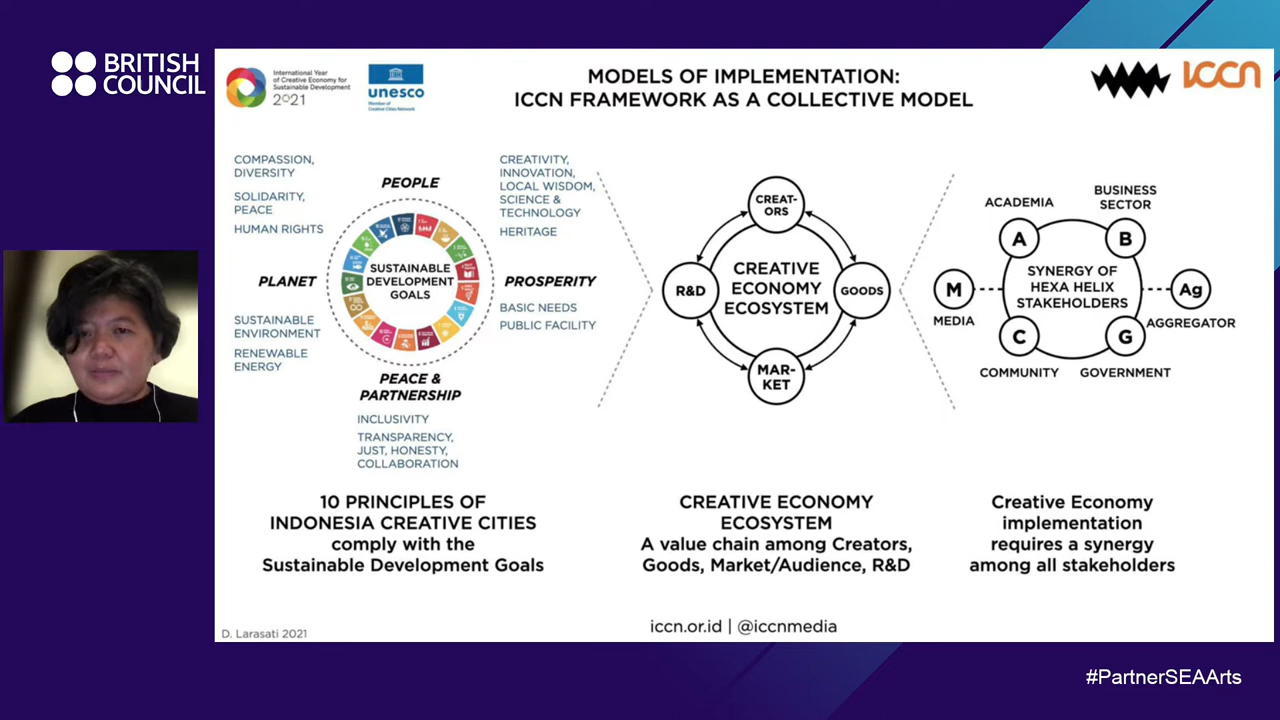 BRITISH
COUNCIL
International Year
of Creative Economy for
Sustainable Development
2021
unesco
Member of
Creative Cities Network
MODELS OF IMPLEMENTATION:
ICCN FRAMEWORK AS A COLLECTIVE MODEL
ICCN
COMPASSION,
DIVERSITY
SOLIDARITY,
PEACE
HUMAN RIGHTS
PEOPLE
CREATIVITY,
INNOVATION,
LOCAL WISDOM,
SCIENCE &
TECHNOLOGY
HERITAGE
PLANET
SUSTAINABLE
DEVELOPMENT
GOALS
PROSPERITY
SUSTAINABLE
ENVIRONMENT
RENEWABLE
ENERGY
BASIC NEEDS
PUBLIC FACILITY
PEACE &
PARTNERSHIP
INCLUSIVITY
TRANSPARENCY,
JUST, HONESTY,
COLLABORATION
10 PRINCIPLES OF
INDONESIA CREATIVE CITIES
comply with the
Sustainable Development Goals
CREAT-
ORS
R&D
CREATIVE
ECONOMY
ECOSYSTEM
GOODS
MAR-
KET
CREATIVE ECONOMY
ECOSYSTEM
A value chain among Creators,
Goods, Market/Audience, R&D
ACADEMIA
BUSINESS
SECTOR
A
B
SYNERGY OF
HEXA HELIX
STAKEHOLDERS
M
MEDIA
Ag
AGGREGATOR
C
G
COMMUNITY
GOVERNMENT
Creative Economy
implementation
requires a synergy
among all stakeholders
D. Larasati 2021
iccn.or.id | @iccnmedia
#PartnerSEAArts